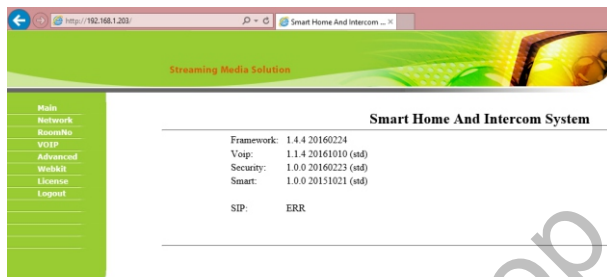 http://192.168.1.203/
Smart Home And Intercom ...
Streaming Media Solution
Main
Network
RoomNo
VOIP
Advanced
Webkit
License
Logout
Smart Home And Intercom System
Framework: 1.4.4 20160224
Voip: 1.1.4 20161010 (std)
Security: 1.0.0 20160223 (std)
Smart: 1.0.0 20151021 (std)
SIP: ERR